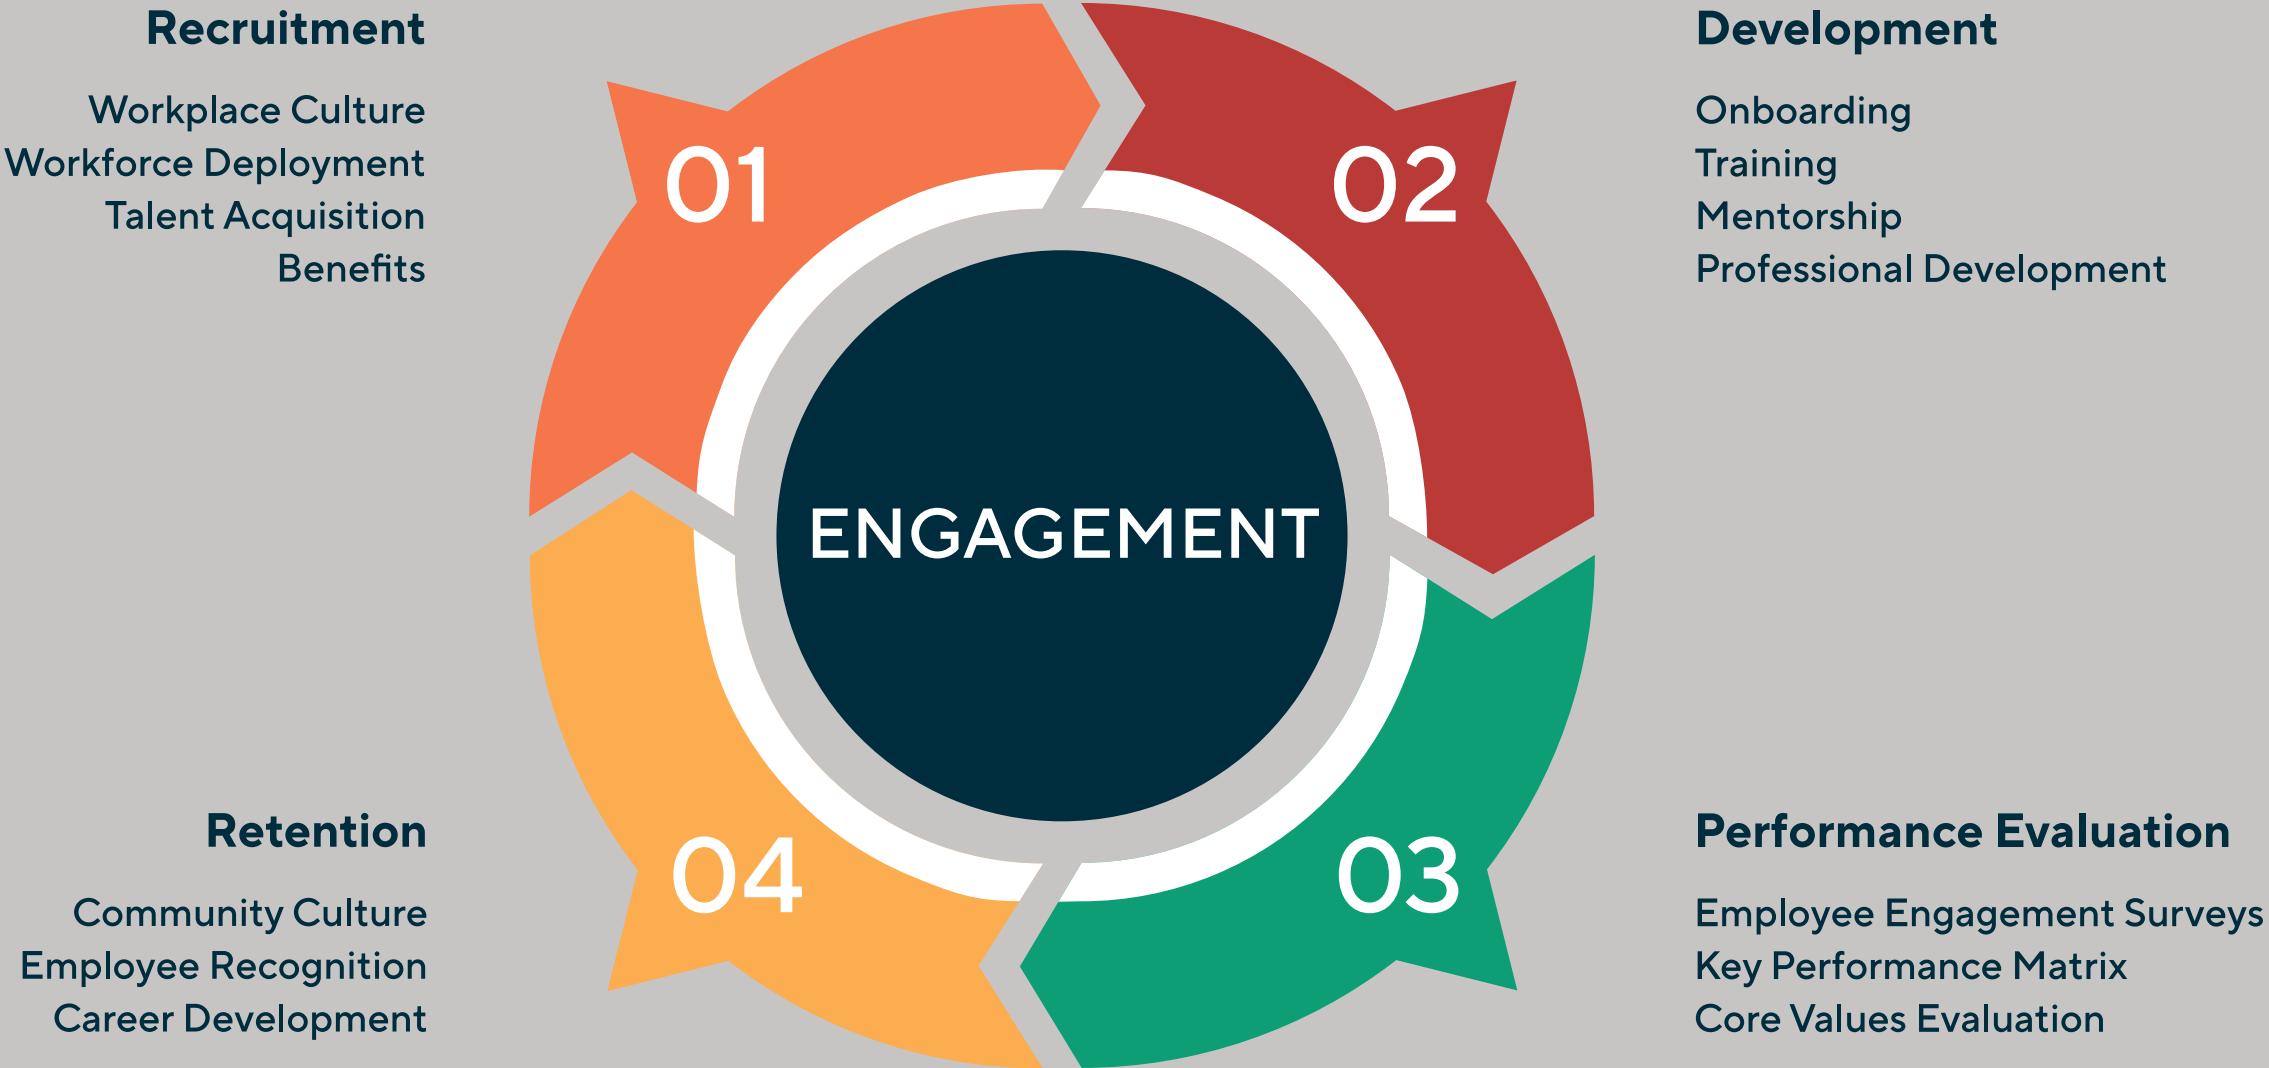 Recruitment
Workplace Culture
Workforce Deployment
Talent Acquisition
Benefits
01
02
Development
Onboarding
Training
Mentorship
Professional Development
ENGAGEMENT
Retention
Community Culture
Employee Recognition
Career Development
04
03
Performance Evaluation
Employee Engagement Surveys
Key Performance Matrix
Core Values Evaluation